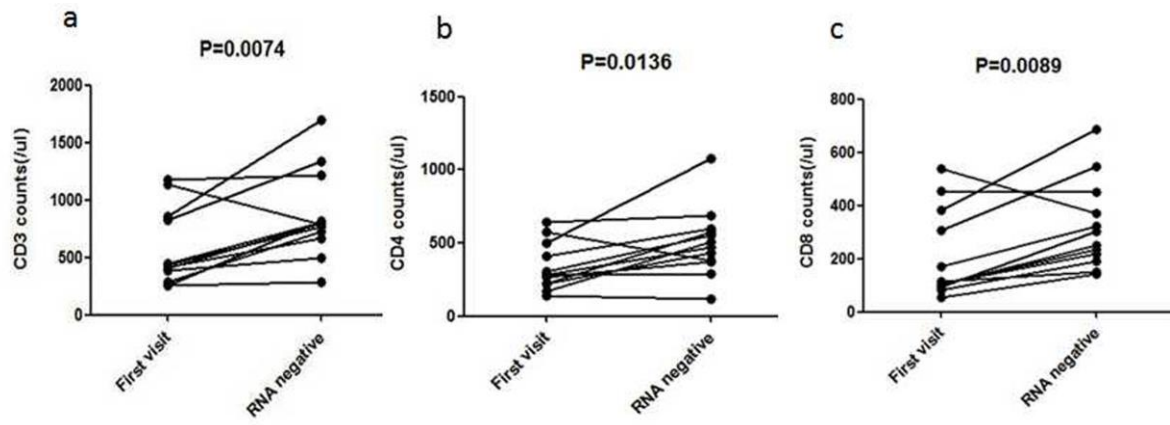 a
P=0.0074
CD3 counts(/ul)
2000
1500
1000
500
0
First visit
RNA negative
b
P=0.0136
CD4 counts(/ul)
1500
1000
500
0
First visit
RNA negative
c
P=0.0089
CD8 counts(/ul)
800
600
400
200
0
First visit
RNA negative